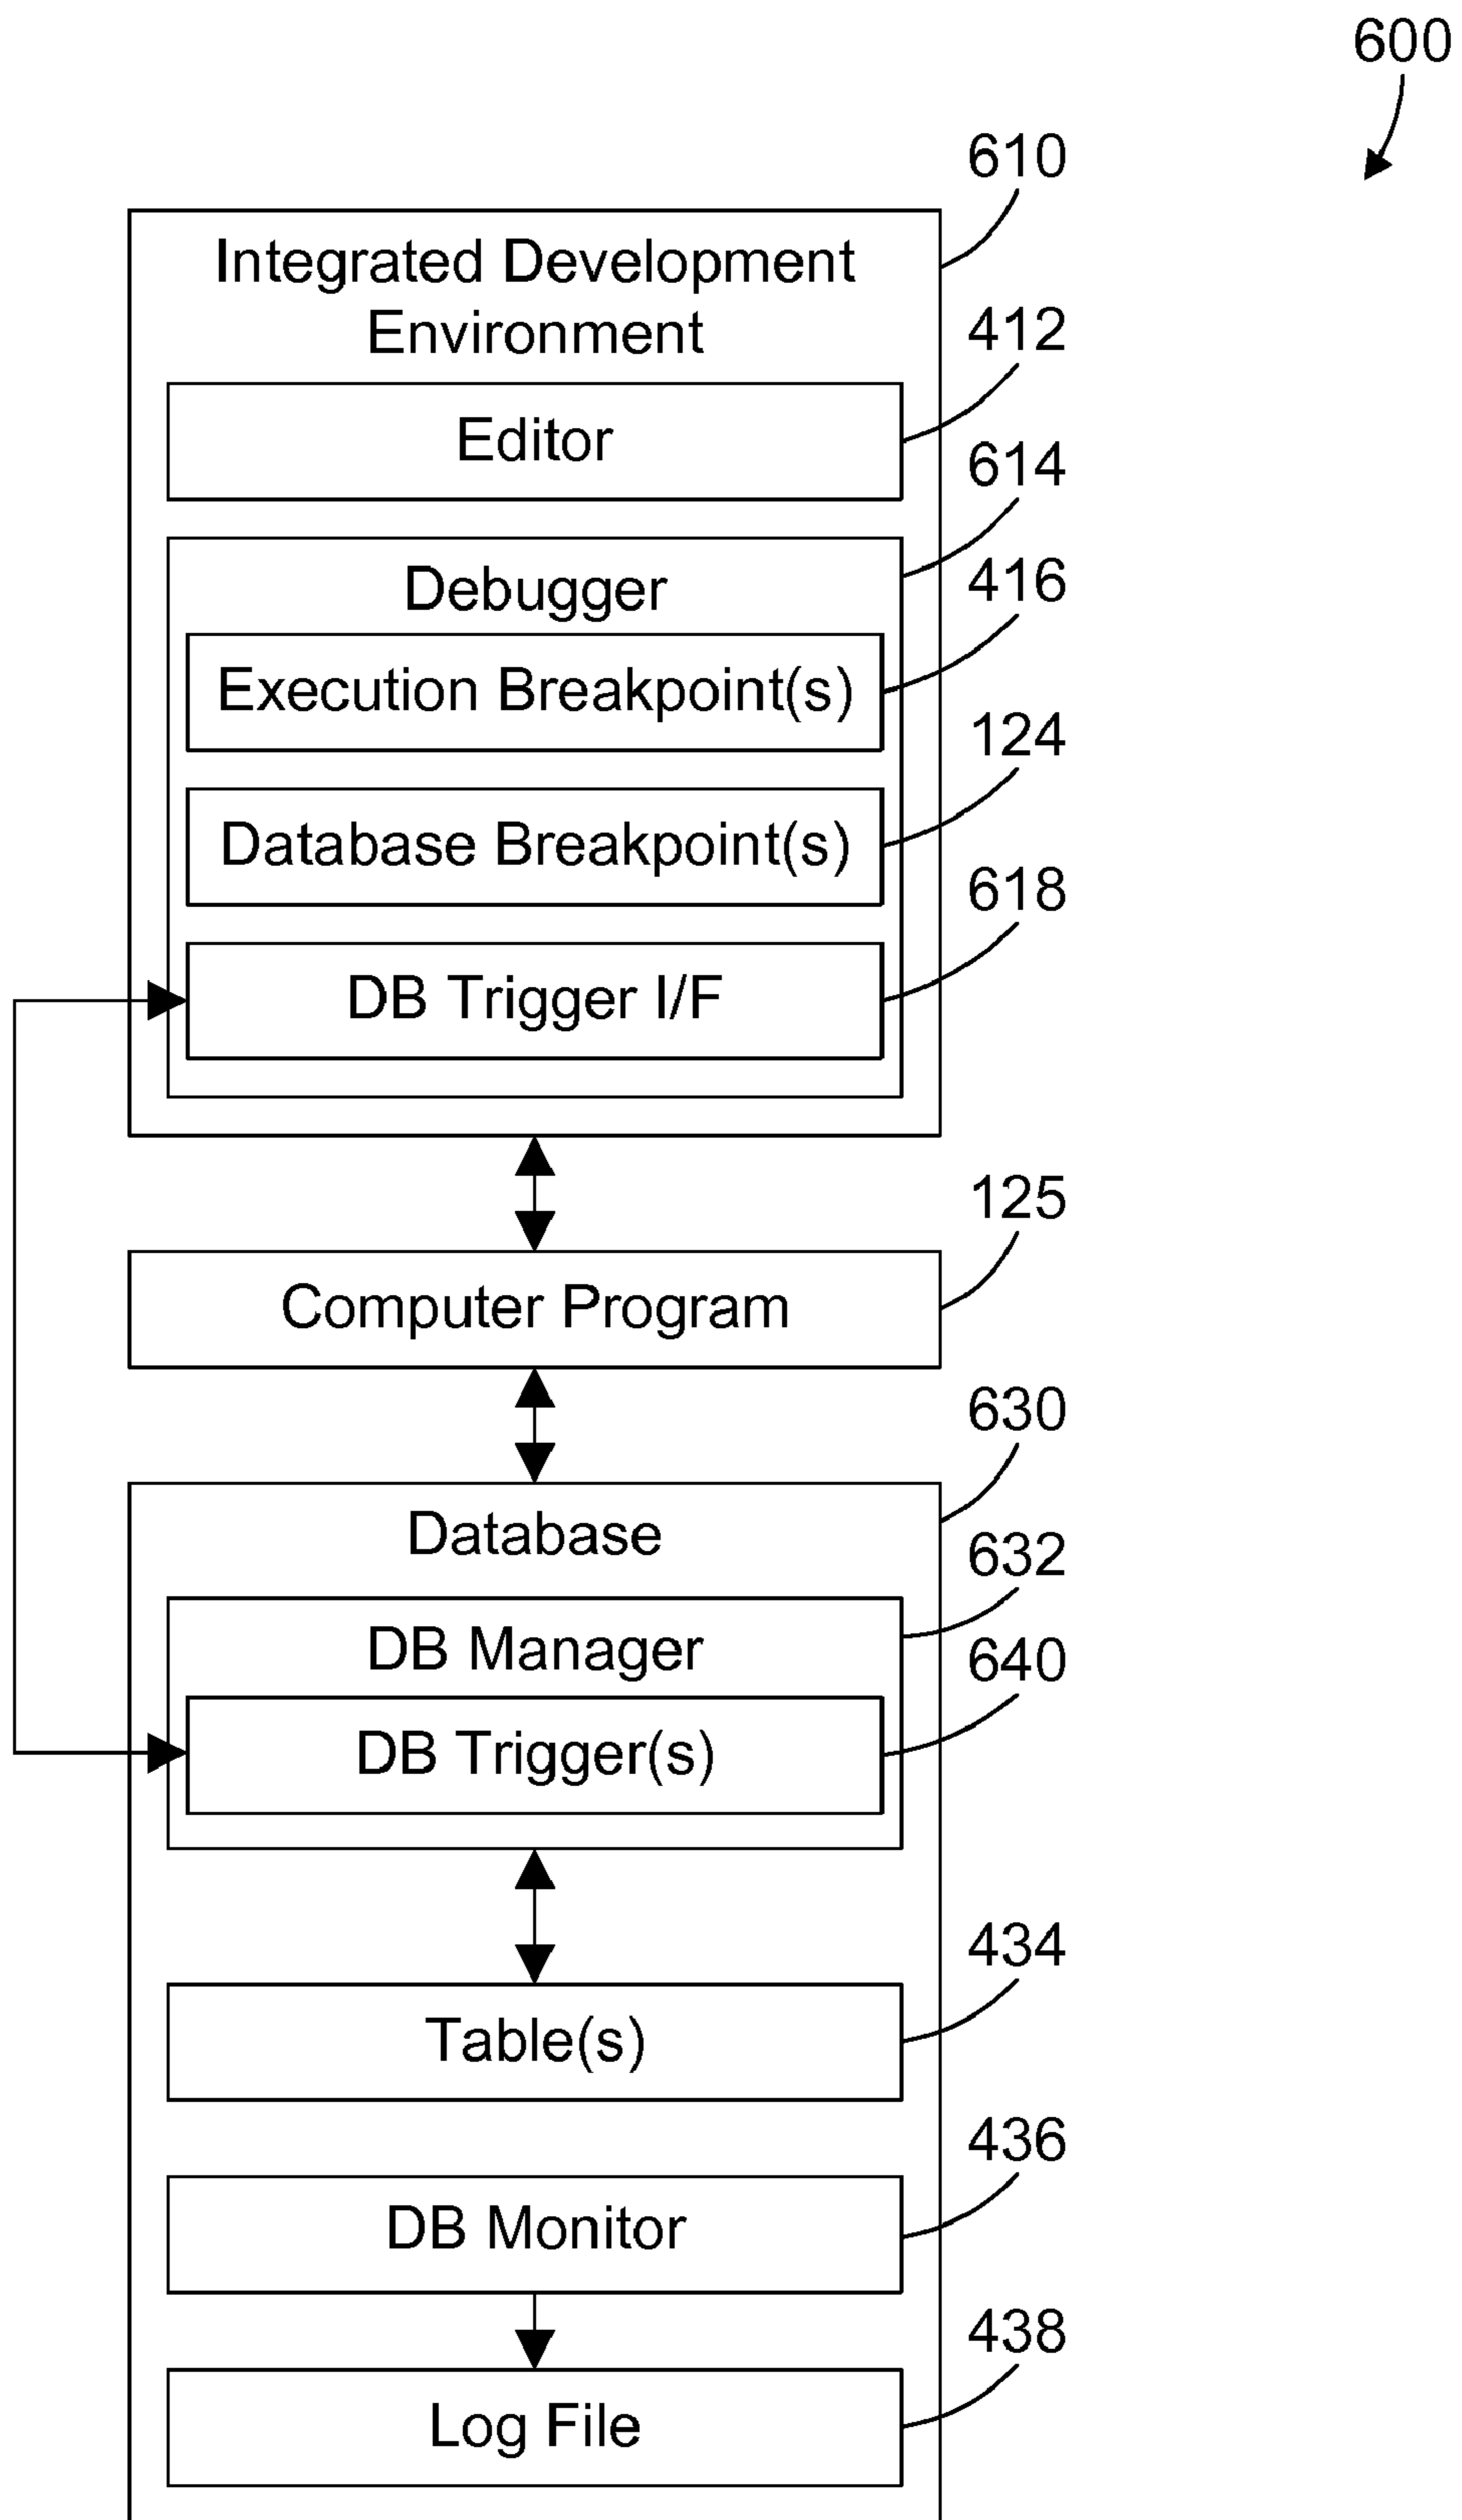 600
610
Integrated Development
Environment
412
Editor
614
Debugger
416
Execution Breakpoint(s)
124
Database Breakpoint(s)
618
DB Trigger I/F
125
Computer Program
630
Database
632
DB Manager
640
DB Trigger(s)
434
Table(s)
436
DB Monitor
438
Log File